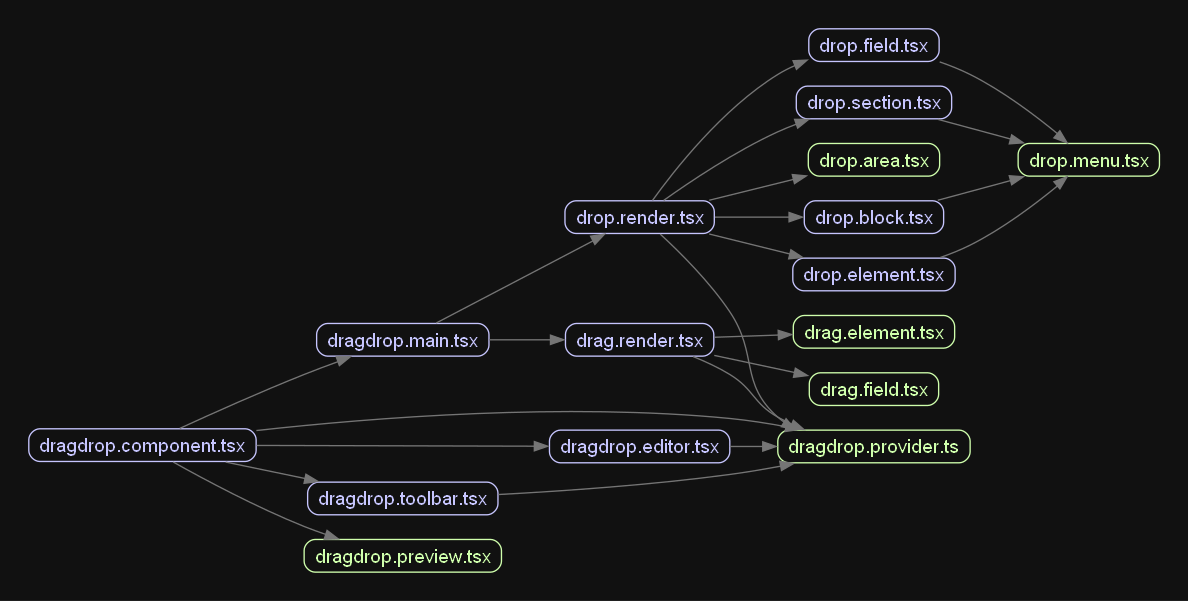 drop.field.tsx
drop.section.tsx
drop.area.tsx
drop.menu.tsx
drop.render.tsx
drop.block.tsx
drop.element.tsx
dragdrop.main.tsx
drag.render.tsx
drag.element.tsx
drag.field.tsx
dragdrop.component.tsx
dragdrop.editor.tsx
dragdrop.provider.ts
dragdrop.toolbar.tsx
dragdrop.preview.tsx